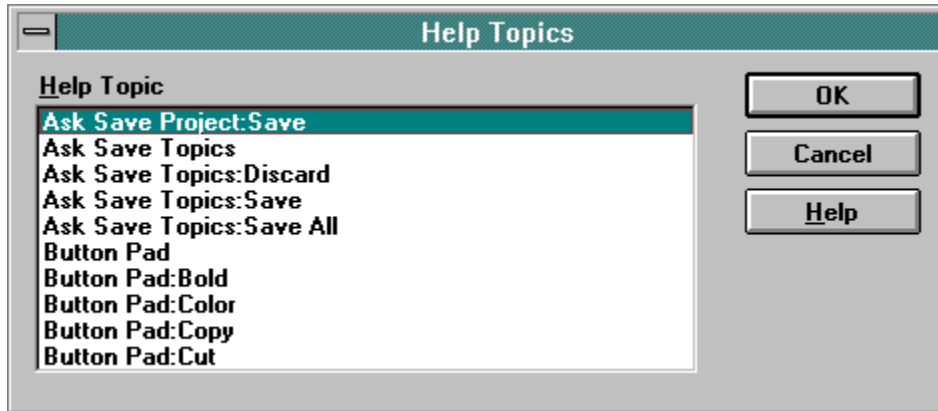 Help Topics
Help Topic
Ask Save Project:Save
Ask Save Topics
Ask Save Topics:Discard
Ask Save Topics:Save
Ask Save Topics:Save All
Button Pad
Button Pad:Bold
Button Pad:Color
Button Pad:Copy
Button Pad:Cut
OK
Cancel
Help